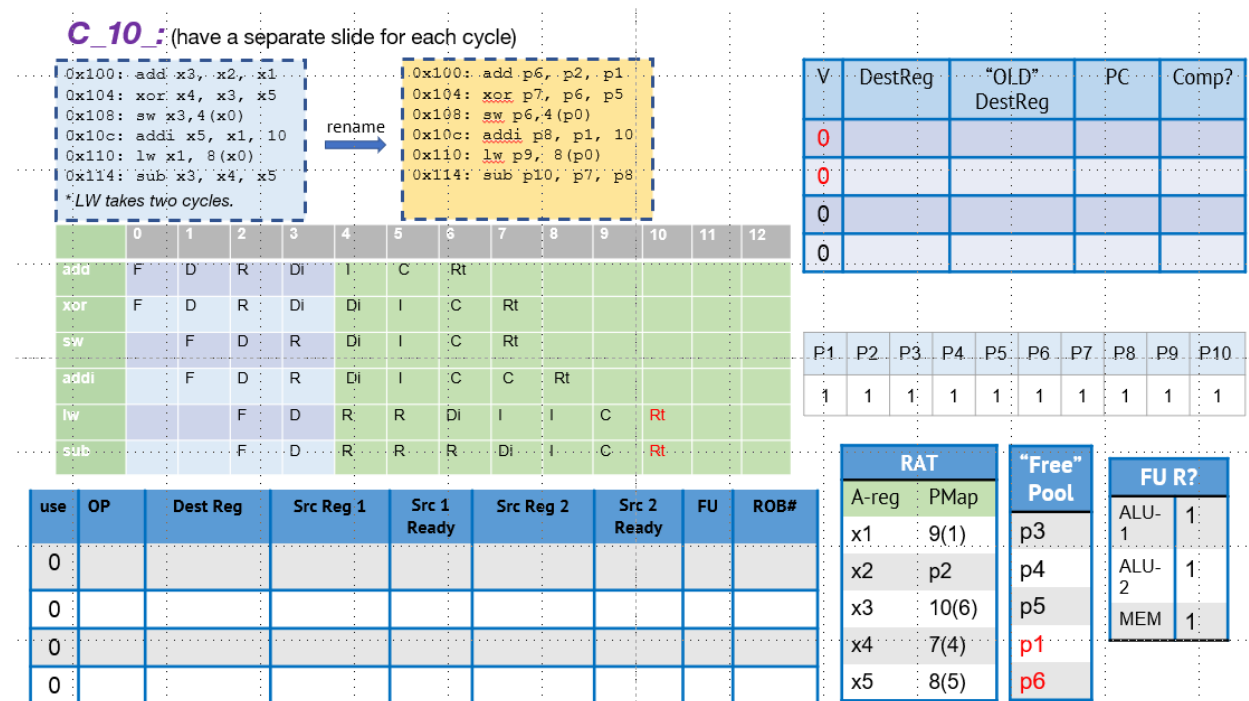 C_10_: (have a separate slide for each cycle)
0x100: add x3, x2, x1
0x104: xor x4, x3, x5
0x108: sw x3,4(x0)
0x10c: addi x5, x1, 10
0x110: lw x1, 8(x0)
0x114: sub x3, x4, x5
* LW takes two cycles.
rename
0x100: add p6, p2, p1
0x104: xor p7, p6, p5
0x108: sw p6,4(p0)
0x10c: addi p8, p1, 10
0x110: lw p9, 8(p0)
0x114: sub p10, p7, p8
V DestReg "OLD" DestReg PC Comp?
0
0
0
0
0 1 2 3 4 5 6 7 8 9 10 11 12
add F D R Di I C Rt
xor F D R Di Di I C Rt
sw F D R Di I C Rt
addi F D R Di I C C Rt
lw F D R R Di I I C Rt
sub F D R R R Di I C Rt
P1 P2 P3 P4 P5 P6 P7 P8 P9 P10
1 1 1 1 1 1 1 1 1 1
use OP Dest Reg Src Reg 1 Src 1 Ready Src Reg 2 Src 2 Ready FU ROB#
0
0
0
0
RAT
A-reg PMap
x1 9(1)
x2 p2
x3 10(6)
x4 7(4)
x5 8(5)
"Free"
Pool
p3
p4
p5
p1
p6
FU R?
ALU-1 1
ALU-2 1
MEM 1